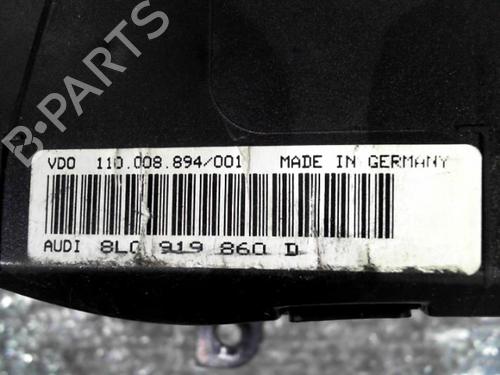 B-PARTS
VDO 110.008.894/001 MADE IN GERMANY
AUDI 8L0 919 860 D